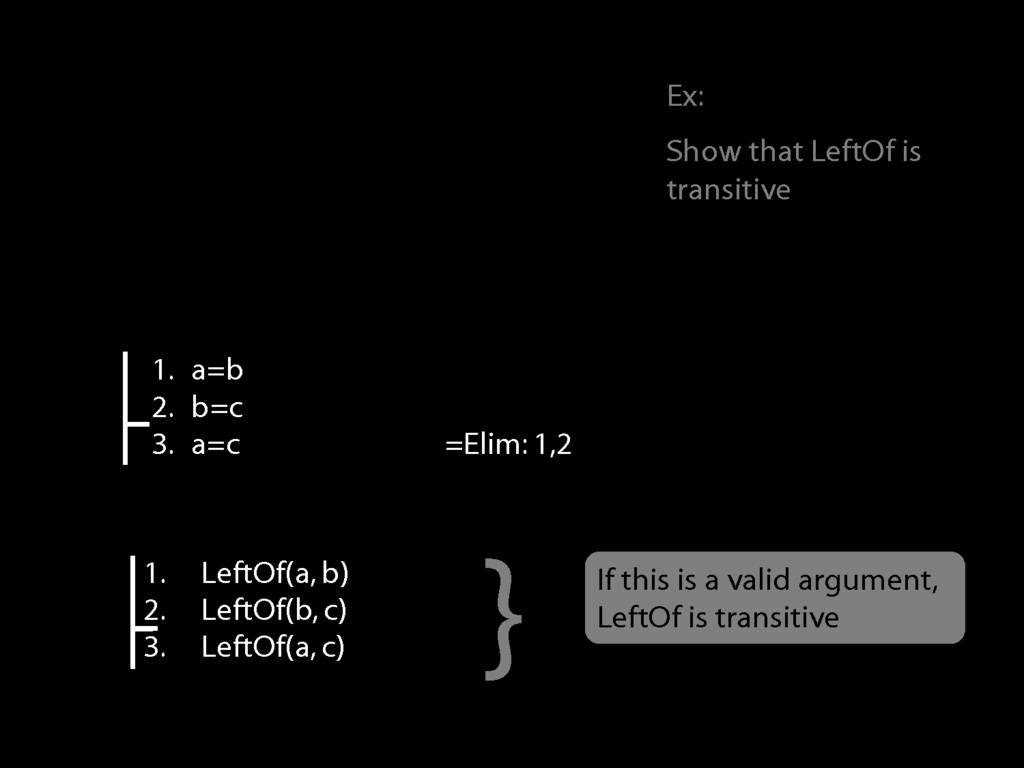 Ex:
Show that LeftOf is
transitive
1. a=b
2. b=c
3. a=c =Elim: 1,2
1. LeftOf(a, b)
2. LeftOf(b, c)
3. LeftOf(a, c)
}
If this is a valid argument,
LeftOf is transitive